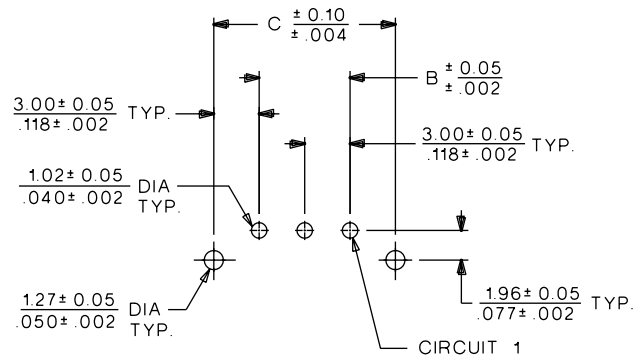 C ± 0.10
± .004
B ± 0.05
± .002
3.00± 0.05
.118± .002 TYP.
3.00± 0.05
.118± .002 TYP.
1.02± 0.05
.040± .002 DIA
TYP.
1.27± 0.05
.050± .002 DIA
TYP.
1.96± 0.05
.077± .002 TYP.
CIRCUIT 1